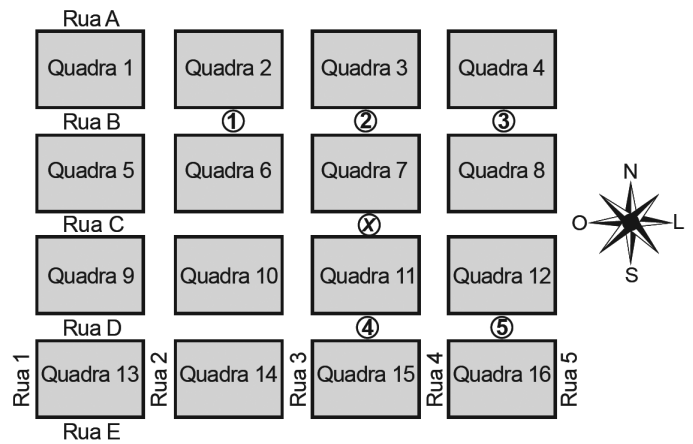 Rua A
Quadra 1 Quadra 2 Quadra 3 Quadra 4
Rua B 1 2 3
Quadra 5 Quadra 6 Quadra 7 Quadra 8
N
O L
S
Rua C X
Quadra 9 Quadra 10 Quadra 11 Quadra 12
Rua D 4 5
Rua 1 Quadra 13 Rua 2 Quadra 14 Rua 3 Quadra 15 Rua 4 Quadra 16 Rua 5
Rua E